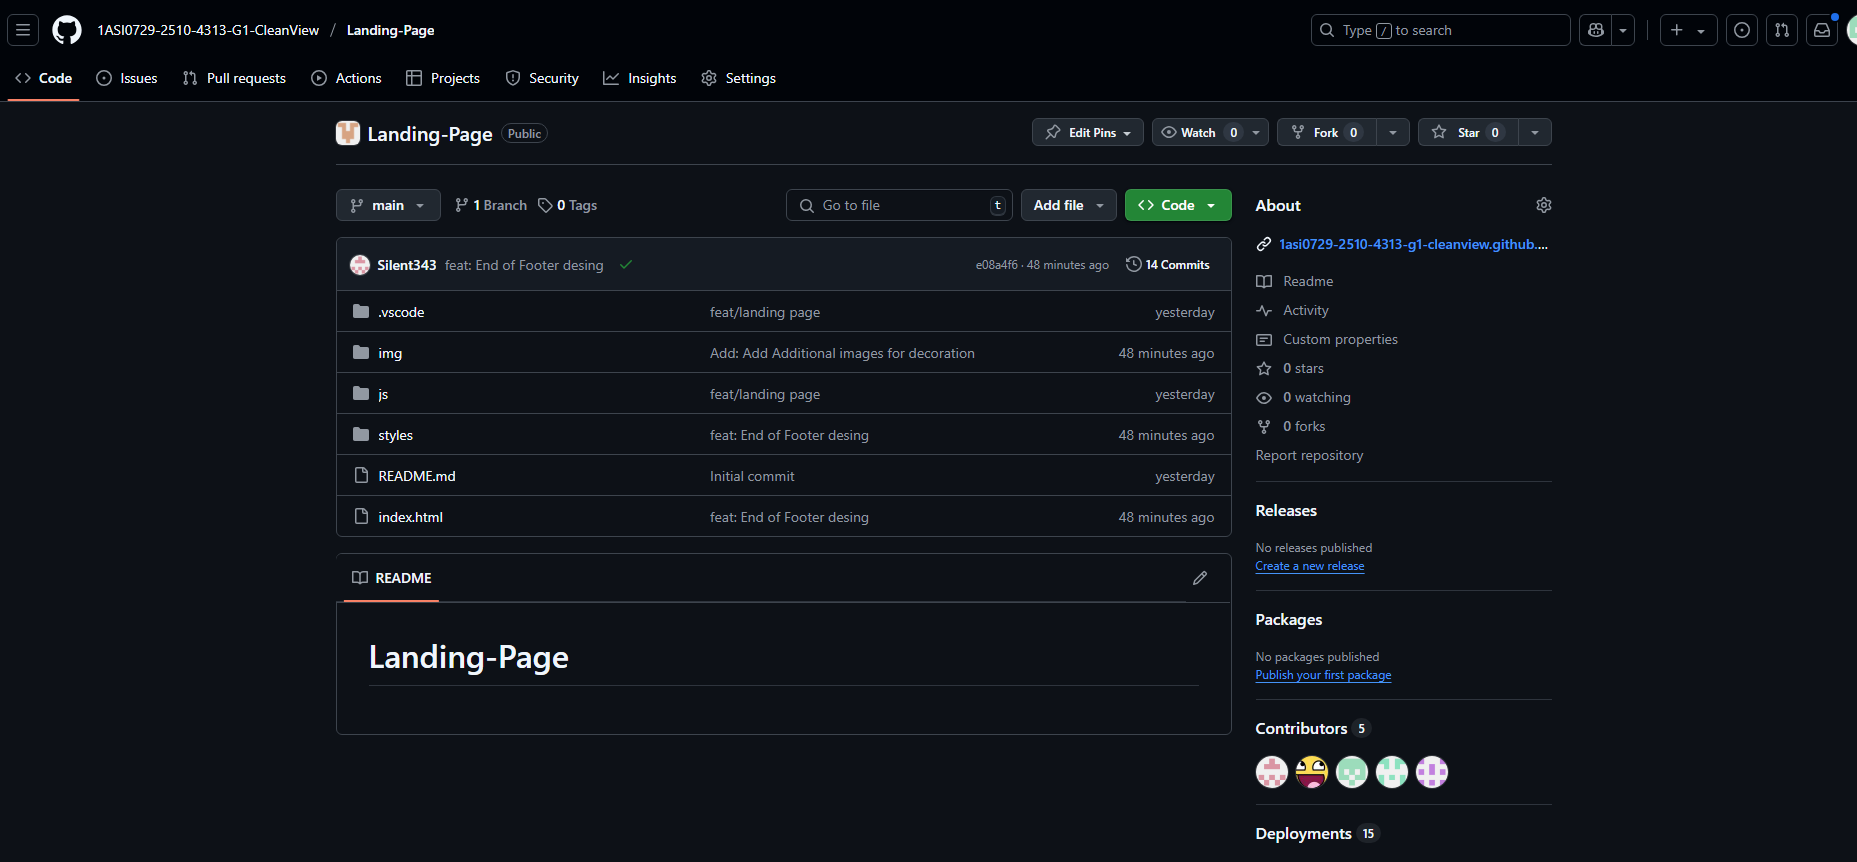 1ASI0729-2510-4313-G1-CleanView / Landing-Page
Type / to search
Code Issues Pull requests Actions Projects Security Insights Settings
Landing-Page Public
Edit Pins Watch 0 Fork 0 Star 0
main 1 Branch 0 Tags
Go to file t
Add file Code
Silent343 feat: End of Footer desing e08a4f6 · 48 minutes ago 14 Commits
.vscode feat/landing page yesterday
img Add: Add Additional images for decoration 48 minutes ago
js feat/landing page yesterday
styles feat: End of Footer desing 48 minutes ago
README.md Initial commit yesterday
index.html feat: End of Footer desing 48 minutes ago
README
Landing-Page
About
1asi0729-2510-4313-g1-cleanview.github....
Readme
Activity
Custom properties
0 stars
0 watching
0 forks
Report repository
Releases
No releases published
Create a new release
Packages
No packages published
Publish your first package
Contributors 5
Deployments 15